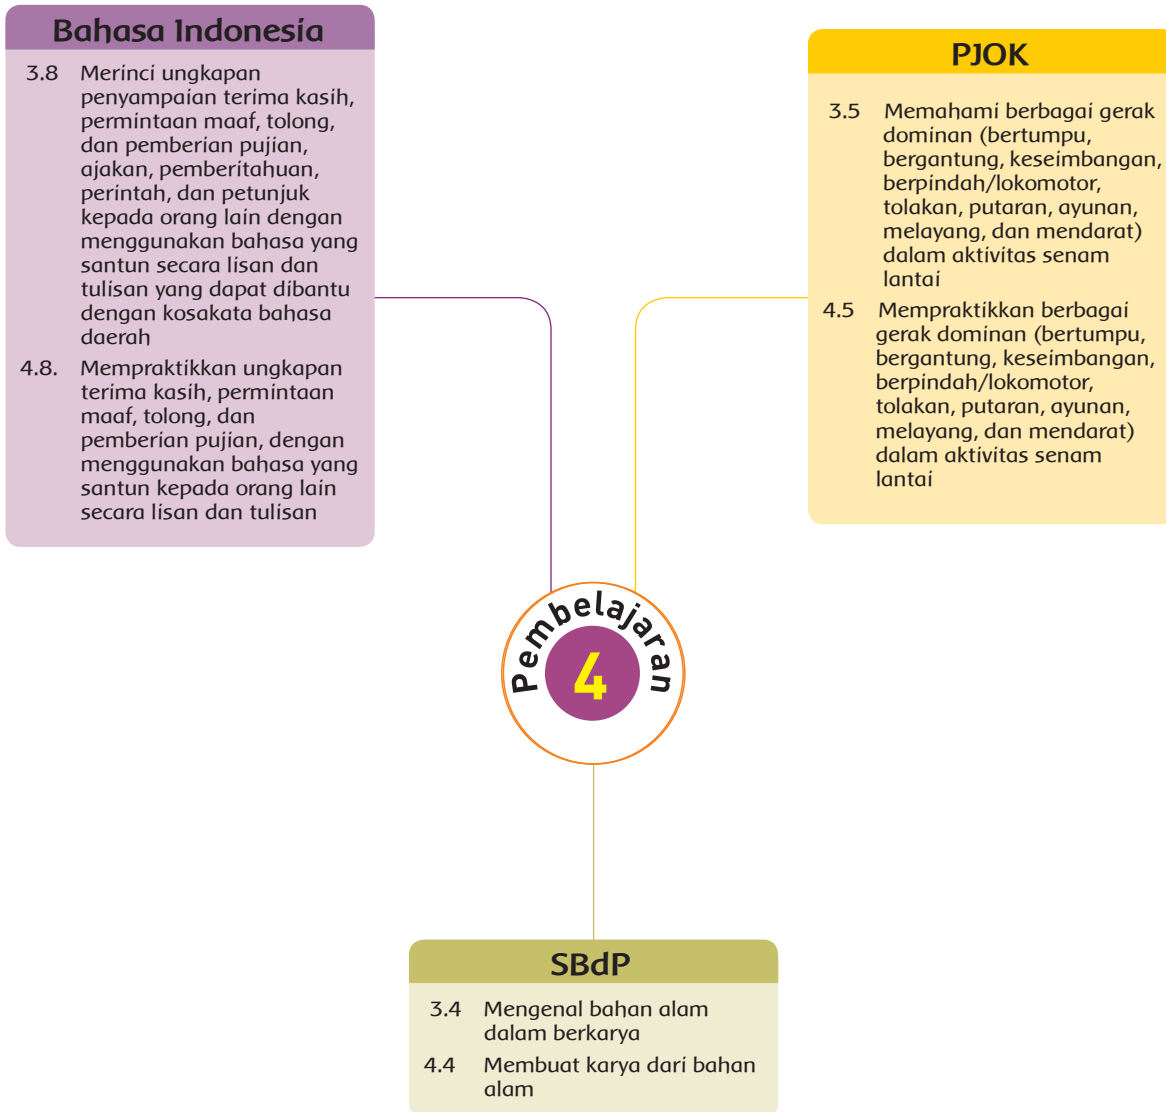 Bahasa Indonesia
3.8 Merinci ungkapan
penyampaian terima kasih,
permintaan maaf, tolong,
dan pemberian pujian,
ajakan, pemberitahuan,
perintah, dan petunjuk
kepada orang lain dengan
menggunakan bahasa yang
santun secara lisan dan
tulisan yang dapat dibantu
dengan kosakata bahasa
daerah
4.8. Mempraktikkan ungkapan
terima kasih, permintaan
maaf, tolong, dan
pemberian pujian, dengan
menggunakan bahasa yang
santun kepada orang lain
secara lisan dan tulisan
PJOK
3.5 Memahami berbagai gerak
dominan (bertumpu,
bergantung, keseimbangan,
berpindah/lokomotor,
tolakan, putaran, ayunan,
melayang, dan mendarat)
dalam aktivitas senam
lantai
4.5 Mempraktikkan berbagai
gerak dominan (bertumpu,
bergantung, keseimbangan,
berpindah/lokomotor,
tolakan, putaran, ayunan,
melayang, dan mendarat)
dalam aktivitas senam
lantai
Pembelajaran
4
SBdP
3.4 Mengenal bahan alam
dalam berkarya
4.4 Membuat karya dari bahan
alam